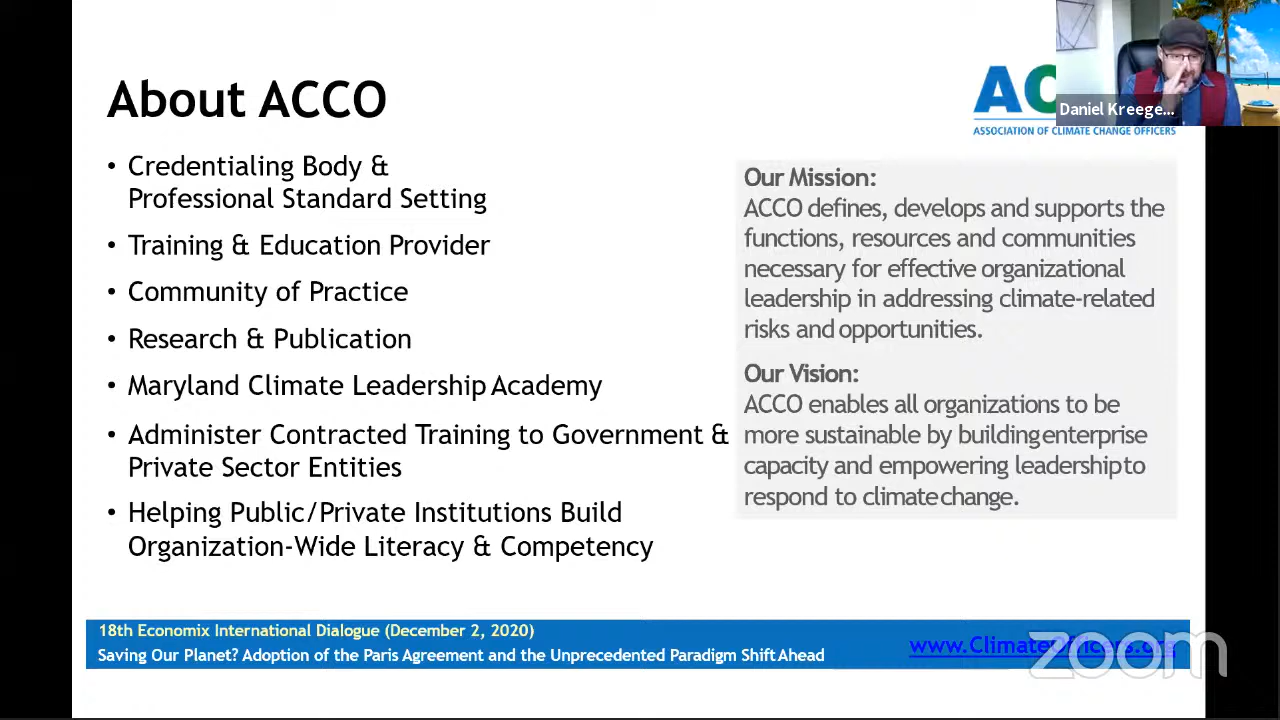 About ACCO
AC
ASSOCIATION OF CLIMATE CHANGE OFFICERS
Daniel Kreege...
• Credentialing Body &
Professional Standard Setting
• Training & Education Provider
• Community of Practice
• Research & Publication
• Maryland Climate Leadership Academy
• Administer Contracted Training to Government &
Private Sector Entities
• Helping Public/Private Institutions Build
Organization-Wide Literacy & Competency
Our Mission:
ACCO defines, develops and supports the
functions, resources and communities
necessary for effective organizational
leadership in addressing climate-related
risks and opportunities.
Our Vision:
ACCO enables all organizations to be
more sustainable by building enterprise
capacity and empowering leadership to
respond to climate change.
18th Economix International Dialogue (December 2, 2020)
Saving Our Planet? Adoption of the Paris Agreement and the Unprecedented Paradigm Shift Ahead
www.ClimateOfficers.org
zoom